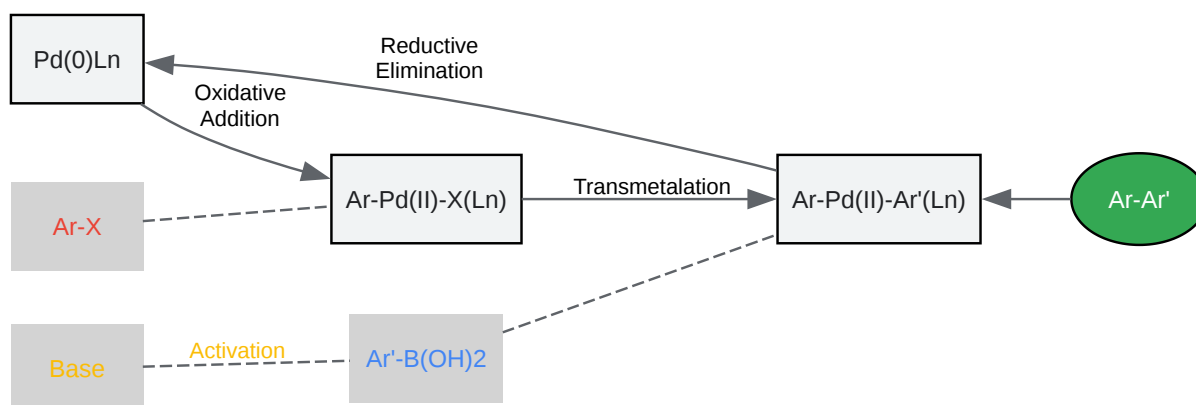 Pd(0)Ln
Reductive
Elimination
Oxidative
Addition
Ar-Pd(II)-X(Ln)
Transmetalation
Ar-Pd(II)-Ar'(Ln)
Ar-Ar'
Ar-X
Base
Activation
Ar'-B(OH)2